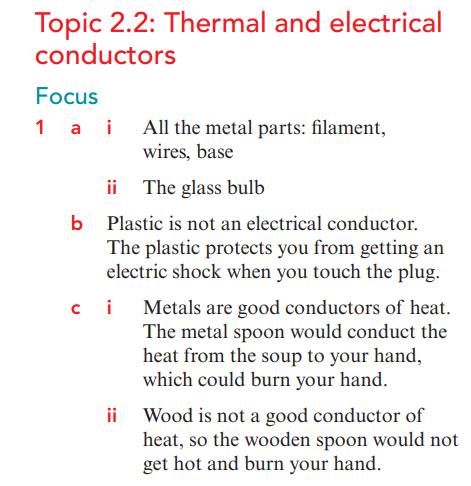 Topic 2.2: Thermal and electrical
conductors
Focus
1 a i All the metal parts: filament,
wires, base
ii The glass bulb
b Plastic is not an electrical conductor.
The plastic protects you from getting an
electric shock when you touch the plug.
c i Metals are good conductors of heat.
The metal spoon would conduct the
heat from the soup to your hand,
which could burn your hand.
ii Wood is not a good conductor of
heat, so the wooden spoon would not
get hot and burn your hand.